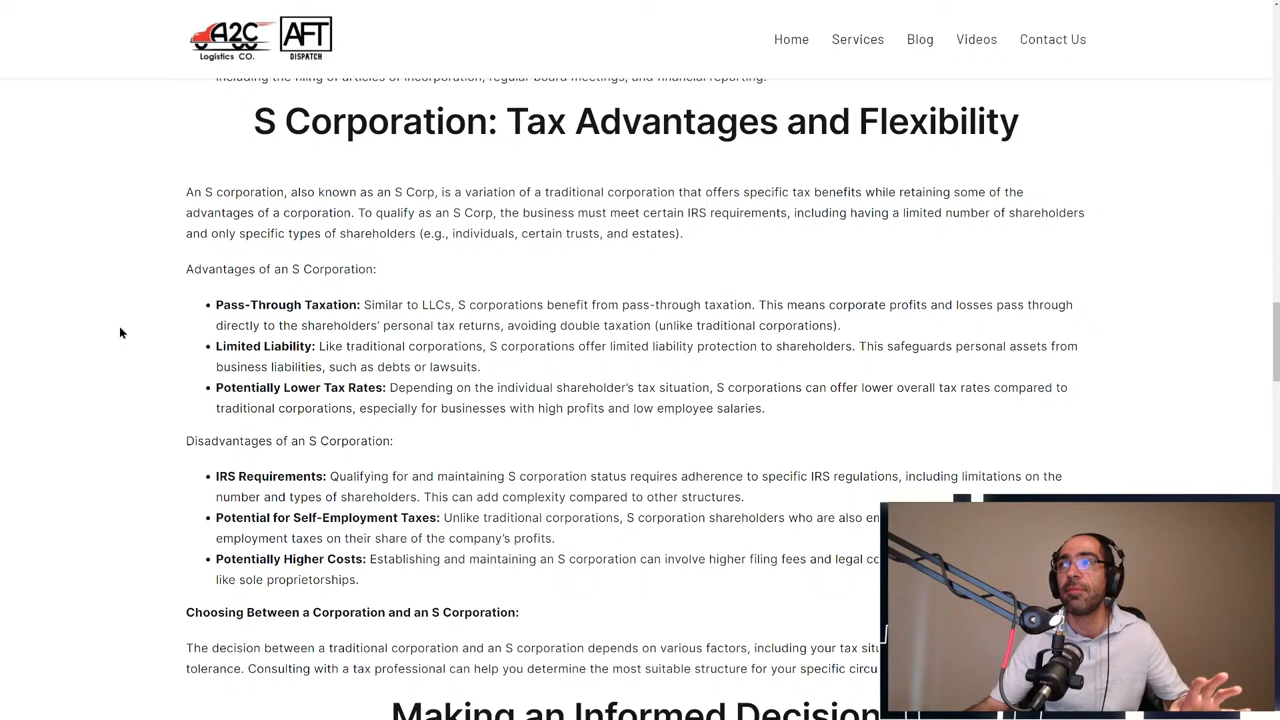 A2C
Logistics CO.
AFT
DISPATCH
Home Services Blog Videos Contact Us
including the filing of articles of incorporation, regular board meetings, and financial reporting.
S Corporation: Tax Advantages and Flexibility
An S corporation, also known as an S Corp, is a variation of a traditional corporation that offers specific tax benefits while retaining some of the
advantages of a corporation. To qualify as an S Corp, the business must meet certain IRS requirements, including having a limited number of shareholders
and only specific types of shareholders (e.g., individuals, certain trusts, and estates).
Advantages of an S Corporation:
• Pass-Through Taxation: Similar to LLCs, S corporations benefit from pass-through taxation. This means corporate profits and losses pass through
directly to the shareholders’ personal tax returns, avoiding double taxation (unlike traditional corporations).
• Limited Liability: Like traditional corporations, S corporations offer limited liability protection to shareholders. This safeguards personal assets from
business liabilities, such as debts or lawsuits.
• Potentially Lower Tax Rates: Depending on the individual shareholder’s tax situation, S corporations can offer lower overall tax rates compared to
traditional corporations, especially for businesses with high profits and low employee salaries.
Disadvantages of an S Corporation:
• IRS Requirements: Qualifying for and maintaining S corporation status requires adherence to specific IRS regulations, including limitations on the
number and types of shareholders. This can add complexity compared to other structures.
• Potential for Self-Employment Taxes: Unlike traditional corporations, S corporation shareholders who are also
employment taxes on their share of the company’s profits.
• Potentially Higher Costs: Establishing and maintaining an S corporation can involve higher filing fees and legal
like sole proprietorships.
Choosing Between a Corporation and an S Corporation:
The decision between a traditional corporation and an S corporation depends on various factors, including your tax
tolerance. Consulting with a tax professional can help you determine the most suitable structure for your specific
Making an Informed Decision